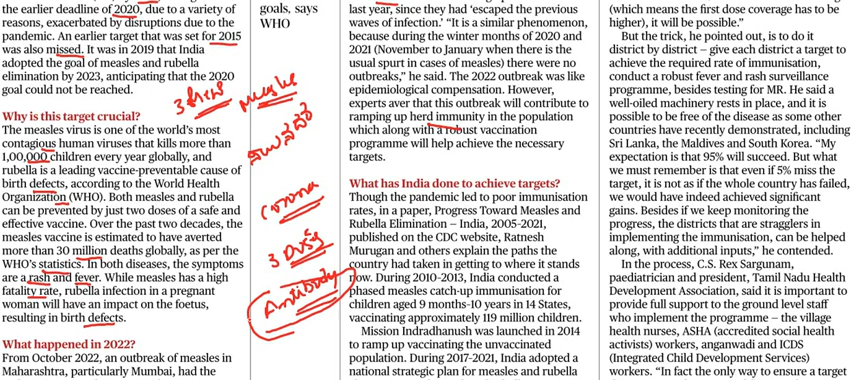 the earlier deadline of 2020, due to a variety of
reasons, exacerbated by disruptions due to the
pandemic. An earlier target that was set for 2015
was also missed. It was in 2019 that India
adopted the goal of measles and rubella
elimination by 2023, anticipating that the 2020
goal could not be reached.
Why is this target crucial?
The measles virus is one of the world's most
contagious human viruses that kills more than
1,00,000 children every year globally, and
rubella is a leading vaccine-preventable cause of
birth defects, according to the World Health
Organization (WHO). Both measles and rubella
can be prevented by just two doses of a safe and
effective vaccine. Over the past two decades, the
measles vaccine is estimated to have averted
more than 30 million deaths globally, as per the
WHO's statistics. In both diseases, the symptoms
are a rash and fever. While measles has a high
fatality rate, rubella infection in a pregnant
woman will have an impact on the foetus,
resulting in birth defects.
What happened in 2022?
From October 2022, an outbreak of measles in
Maharashtra, particularly Mumbai, had the
goals, says
WHO
measles
corona
Antibody
last year, since they had 'escaped the previous
waves of infection.' "It is a similar phenomenon,
because during the winter months of 2020 and
2021 (November to January when there is the
usual spurt in cases of measles) there were no
outbreaks," he said. The 2022 outbreak was like
epidemiological compensation. However,
experts aver that this outbreak will contribute to
ramping up herd immunity in the population
which along with a robust vaccination
programme will help achieve the necessary
targets.
What has India done to achieve targets?
Though the pandemic led to poor immunisation
rates, in a paper, Progress Toward Measles and
Rubella Elimination – India, 2005-2021,
published on the CDC website, Ratnesh
Murugan and others explain the paths the
country had taken in getting to where it stands
now. During 2010-2013, India conducted a
phased measles catch-up immunisation for
children aged 9 months-10 years in 14 States,
vaccinating approximately 119 million children.
Mission Indradhanush was launched in 2014
to ramp up vaccinating the unvaccinated
population. During 2017-2021, India adopted a
national strategic plan for measles and rubella
(which means the first dose coverage has to be
higher), it will be possible."
But the trick, he pointed out, is to do it
district by district – give each district a target to
achieve the required rate of immunisation,
conduct a robust fever and rash surveillance
programme, besides testing for MR. He said a
well-oiled machinery rests in place, and it is
possible to be free of the disease as some other
countries have recently demonstrated, including
Sri Lanka, the Maldives and South Korea. "My
expectation is that 95% will succeed. But what
we must remember is that even if 5% miss the
target, it is not as if the whole country has failed,
we would have indeed achieved significant
gains. Besides if we keep monitoring the
progress, the districts that are stragglers in
implementing the immunisation, can be helped
along, with additional inputs," he contended.
In the process, C.S. Rex Sargunam,
paediatrician and president, Tamil Nadu Health
Development Association, said it is important to
provide full support to the ground level staff
who implement the programme – the village
health nurses, ASHA (accredited social health
activists) workers, anganwadi and ICDS
(Integrated Child Development Services)
workers. "In fact the only way to ensure a target